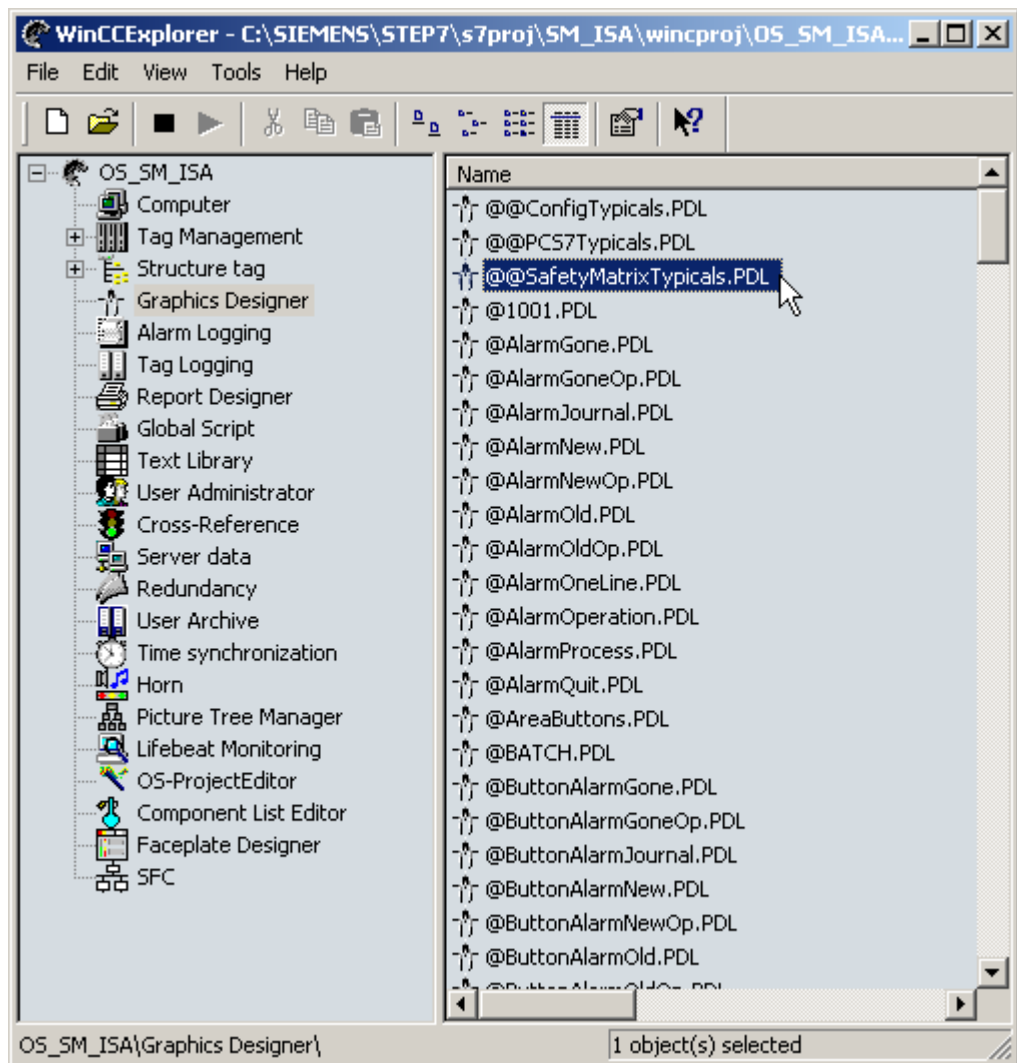 WinCCExplorer - C:\SIEMENS\STEP7\s7proj\SM_ISA\wincproj\OS_SM_ISA...
File Edit View Tools Help
OS_SM_ISA
Computer
Tag Management
Structure tag
Graphics Designer
Alarm Logging
Tag Logging
Report Designer
Global Script
Text Library
User Administrator
Cross-Reference
Server data
Redundancy
User Archive
Time synchronization
Horn
Picture Tree Manager
Lifebeat Monitoring
OS-ProjectEditor
Component List Editor
Faceplate Designer
SFC
Name
@@ConfigTypicals.PDL
@@PCS7Typicals.PDL
@@SafetyMatrixTypicals.PDL
@1001.PDL
@AlarmGone.PDL
@AlarmGoneOp.PDL
@AlarmJournal.PDL
@AlarmNew.PDL
@AlarmNewOp.PDL
@AlarmOld.PDL
@AlarmOldOp.PDL
@AlarmOneLine.PDL
@AlarmOperation.PDL
@AlarmProcess.PDL
@AlarmQuit.PDL
@AreaButtons.PDL
@BATCH.PDL
@ButtonAlarmGone.PDL
@ButtonAlarmGoneOp.PDL
@ButtonAlarmJournal.PDL
@ButtonAlarmNew.PDL
@ButtonAlarmNewOp.PDL
@ButtonAlarmOld.PDL
@ButtonAlarmOldOp.PDL
OS_SM_ISA\Graphics Designer\
1 object(s) selected